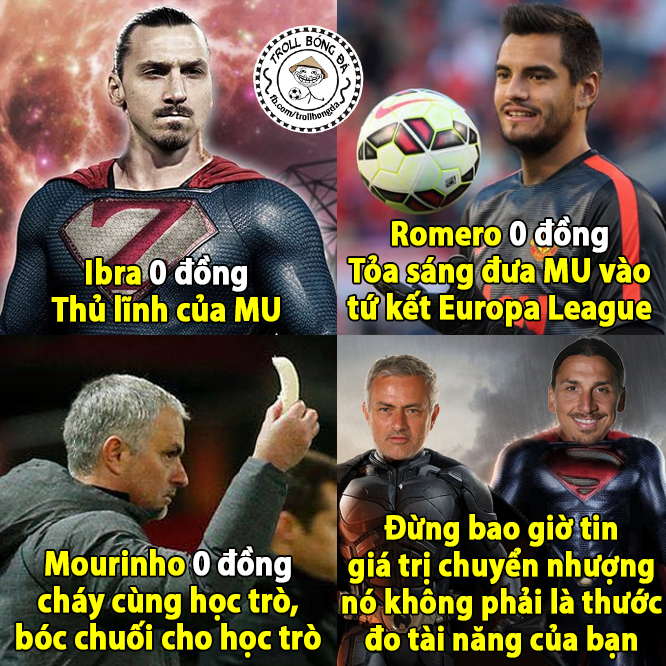 TROLL BÓNG ĐÁ
fb.com/trollbongda
Ibra 0 đồng
Thủ lĩnh của MU
Romero 0 đồng
Tỏa sáng đưa MU vào
tứ kết Europa League
Mourinho 0 đồng
cháy cùng học trò,
bóc chuối cho học trò
Đừng bao giờ tin
giá trị chuyển nhượng
nó không phải là thước
đo tài năng của bạn